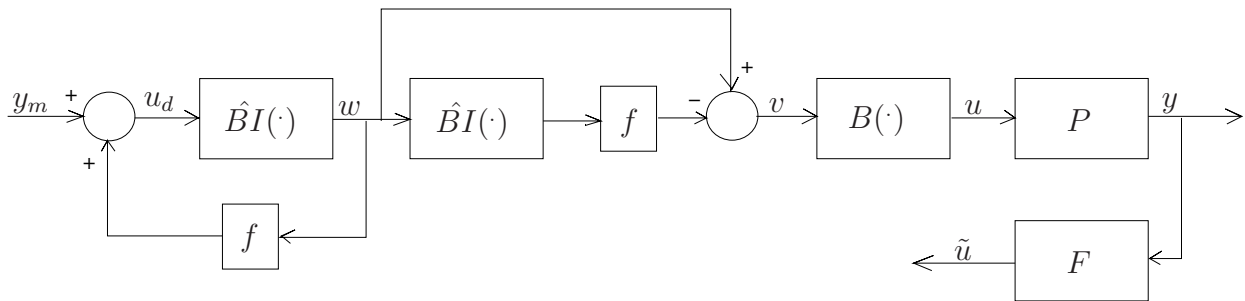 +
+
y_m
u_d
B̂I(·)
w
B̂I(·)
f
−
v
B(·)
u
P
y
+
f
ũ
F